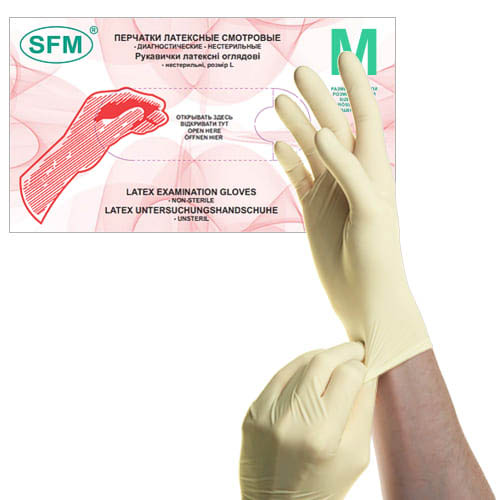 SFM®
ПЕРЧАТКИ ЛАТЕКСНЫЕ СМОТРОВЫЕ
- ДИАГНОСТИЧЕСКИЕ - НЕСТЕРИЛЬНЫЕ
Рукавички латексні оглядові
- нестерильні, розмір L
M
ОТКРЫВАТЬ ЗДЕСЬ
ВІДКРИВАТИ ТУТ
OPEN HERE
ÖFFNEN HIER
LATEX EXAMINATION GLOVES
- NON-STERILE
LATEX UNTERSUCHUNGSHANDSCHUHE
- UNSTERIL